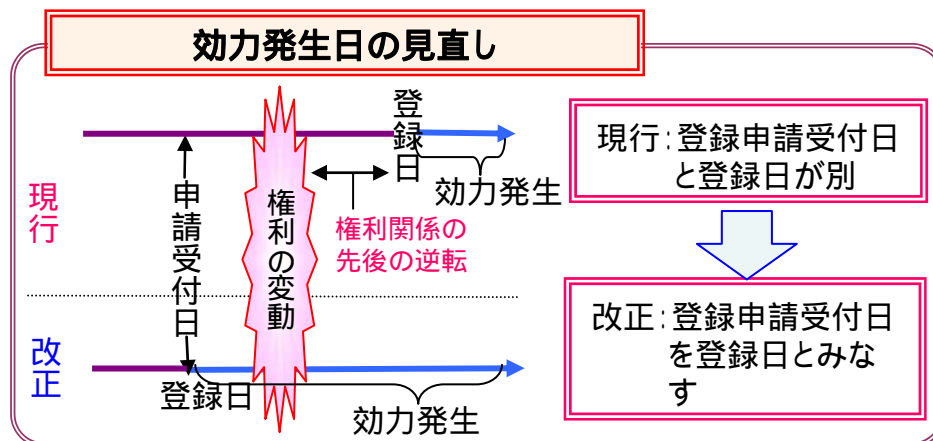 効力発生日の見直し
現行
申請受付日
権利の変動
登録日
効力発生
権利関係の
先後の逆転
改正
登録日
効力発生
現行：登録申請受付日
と登録日が別
改正：登録申請受付日
を登録日とみな
す